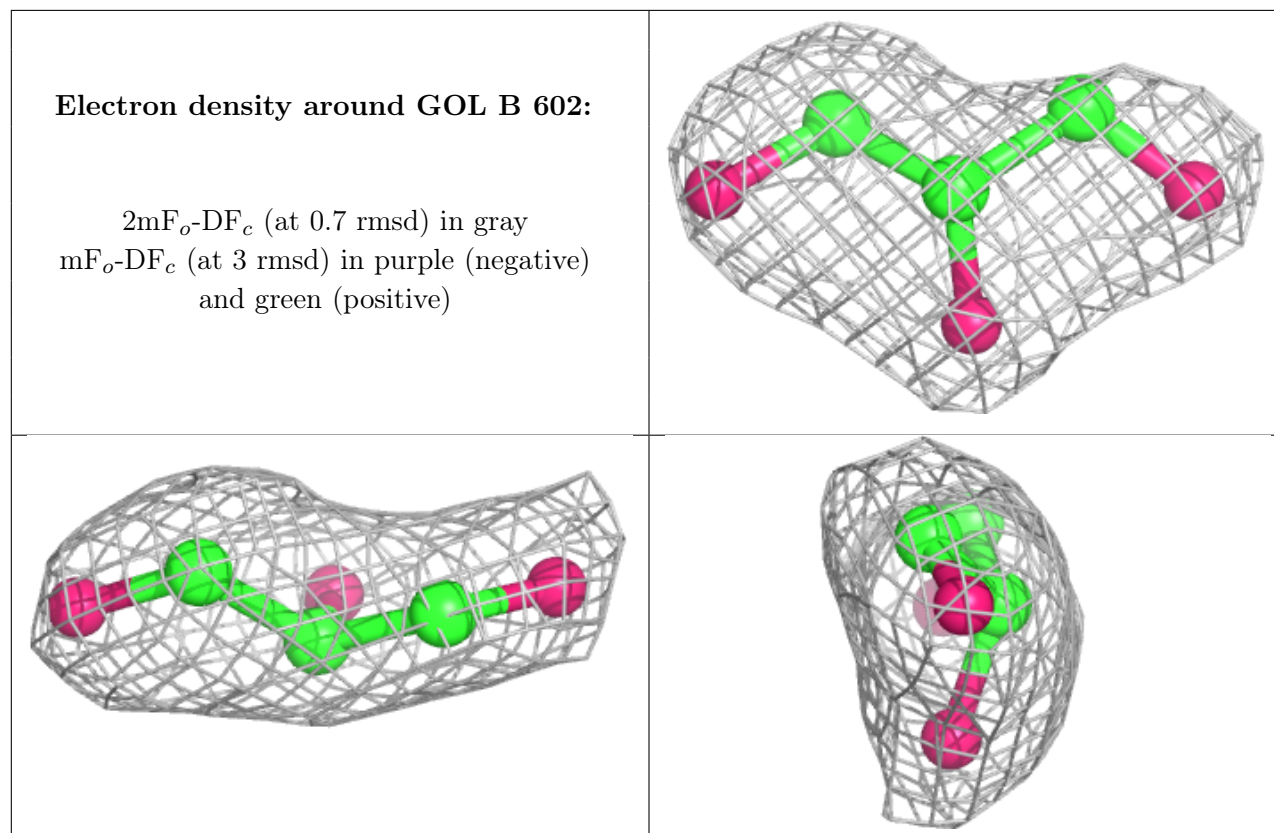 Electron density around GOL B 602:
2mFo-DFc (at 0.7 rmsd) in gray
mFo-DFc (at 3 rmsd) in purple (negative)
and green (positive)